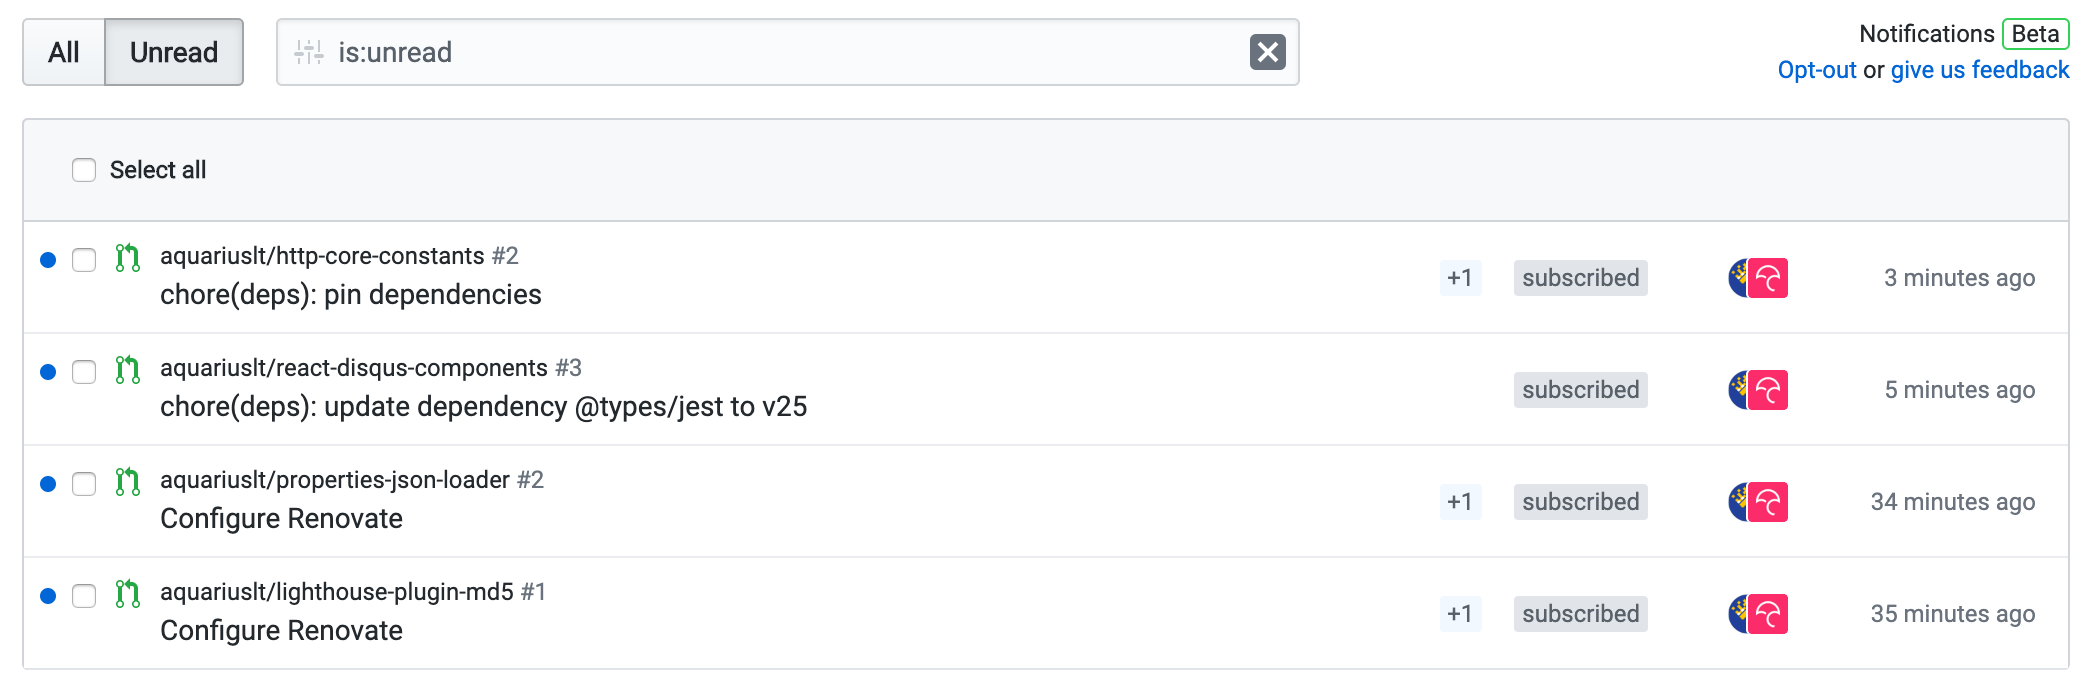 All Unread is:unread Notifications Beta
Opt-out or give us feedback
Select all
aquariuslt/http-core-constants #2
chore(deps): pin dependencies
+1 subscribed 3 minutes ago
aquariuslt/react-disqus-components #3
chore(deps): update dependency @types/jest to v25
subscribed 5 minutes ago
aquariuslt/properties-json-loader #2
Configure Renovate
+1 subscribed 34 minutes ago
aquariuslt/lighthouse-plugin-md5 #1
Configure Renovate
+1 subscribed 35 minutes ago